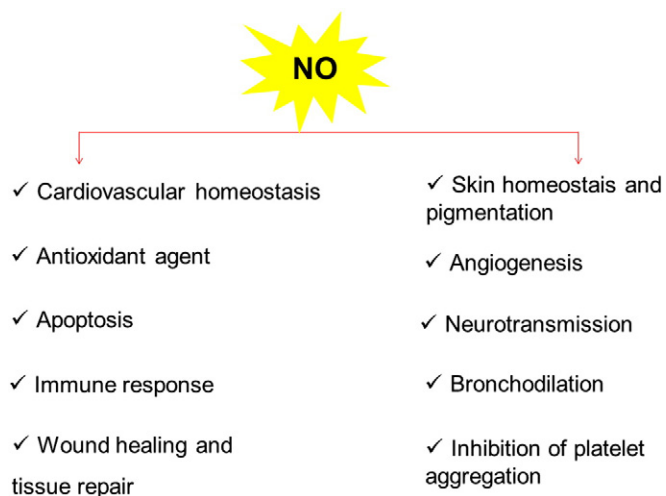 NO
✓ Cardiovascular homeostasis
✓ Antioxidant agent
✓ Apoptosis
✓ Immune response
✓ Wound healing and
tissue repair
✓ Skin homeostais and
pigmentation
✓ Angiogenesis
✓ Neurotransmission
✓ Bronchodilation
✓ Inhibition of platelet
aggregation